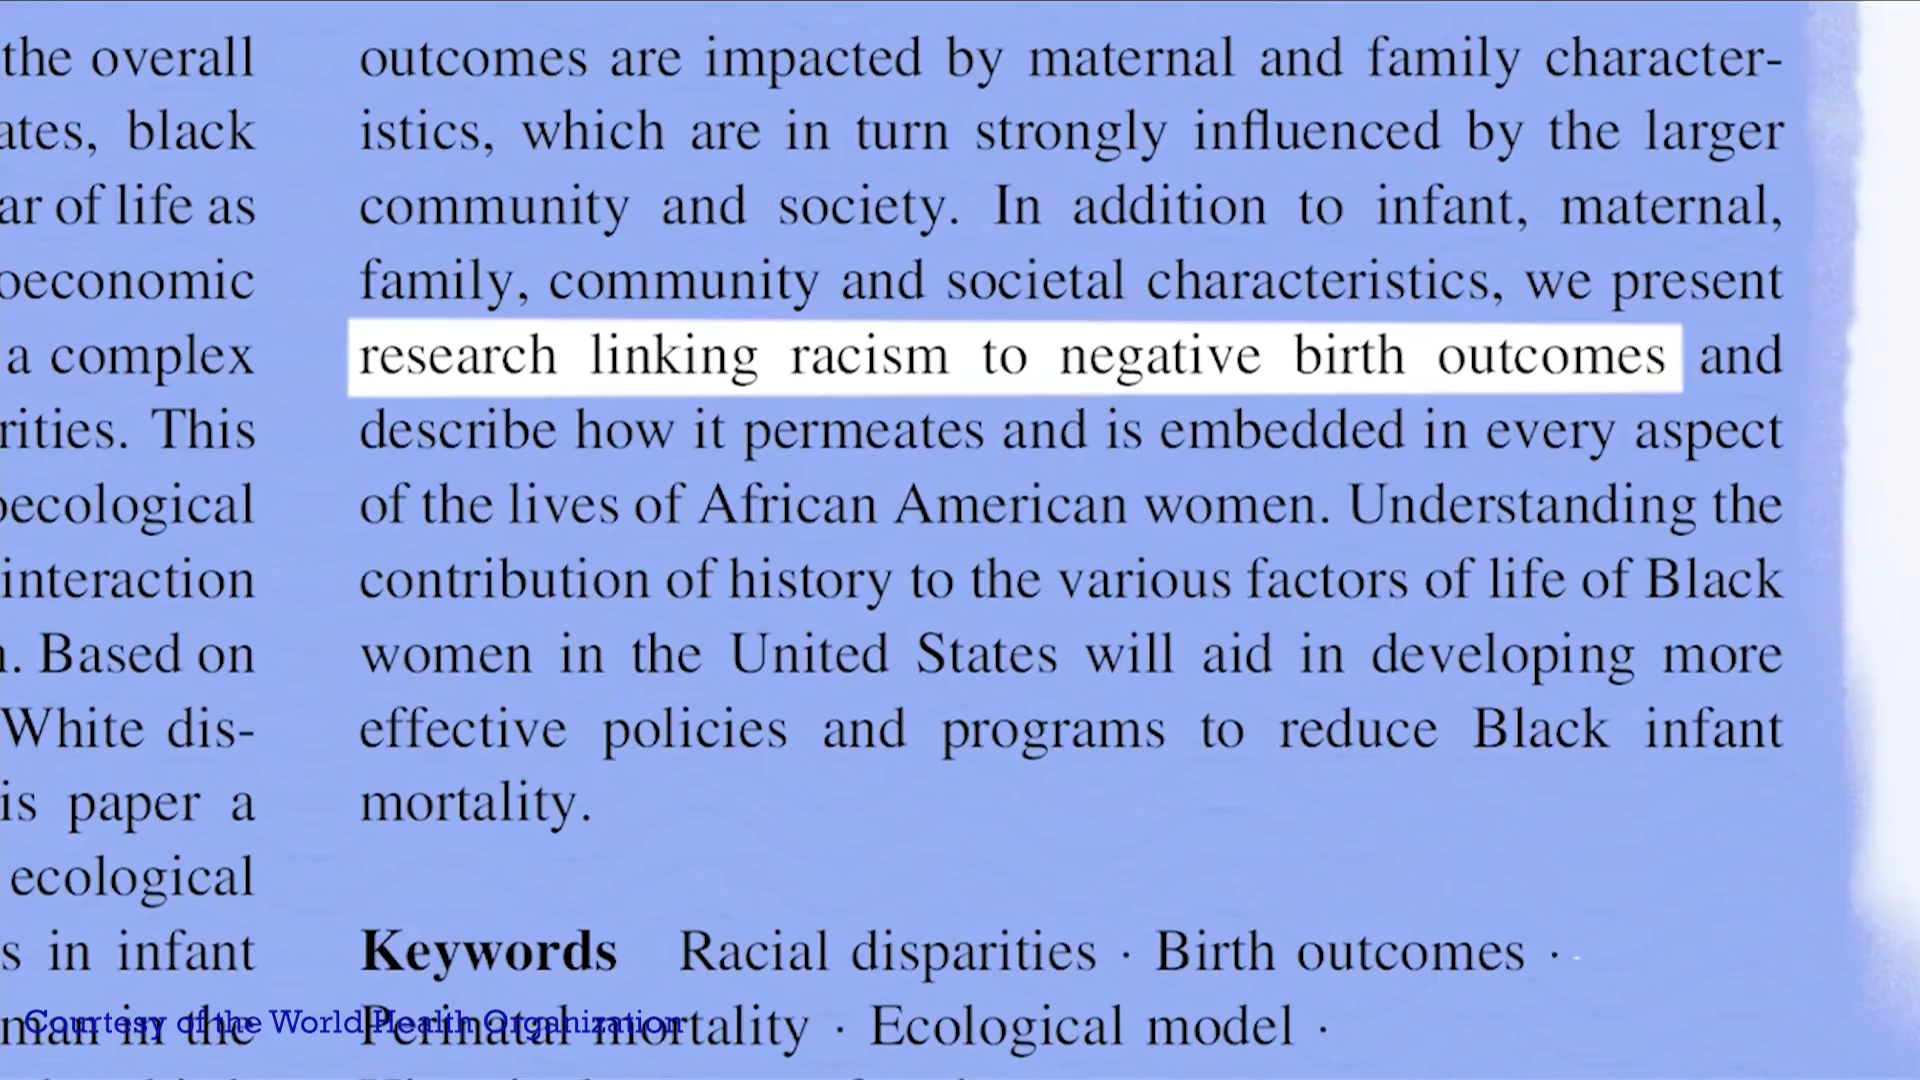 the overall
ates, black
ar of life as
oeconomic
a complex
rities. This
oecological
interaction
n. Based on
White dis-
is paper a
ecological
s in infant
man in the
outcomes are impacted by maternal and family character-
istics, which are in turn strongly influenced by the larger
community and society. In addition to infant, maternal,
family, community and societal characteristics, we present
research linking racism to negative birth outcomes and
describe how it permeates and is embedded in every aspect
of the lives of African American women. Understanding the
contribution of history to the various factors of life of Black
women in the United States will aid in developing more
effective policies and programs to reduce Black infant
mortality.
Keywords Racial disparities · Birth outcomes ·
Perinatal mortality · Ecological model ·
Courtesy of the World Health Organization